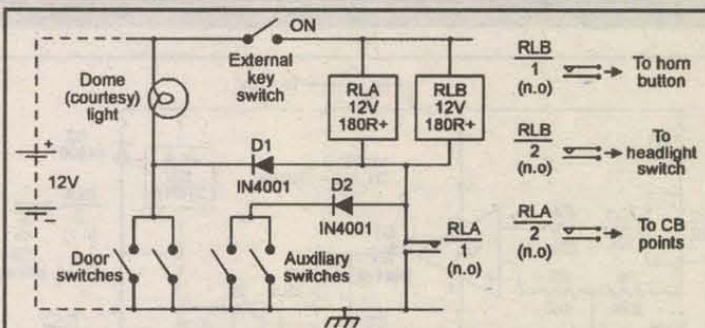 ON
External
key
switch
Dome
(courtesy)
light
RLA
12V
180R+
RLB
12V
180R+
RLB
1
(n.o)
To horn
button
D1
IN4001
RLB
2
(n.o)
To
headlight
switch
+
12V
−
D2
IN4001
Door
switches
Auxiliary
switches
RLA
1
(n.o)
RLA
2
(n.o)
To CB
points